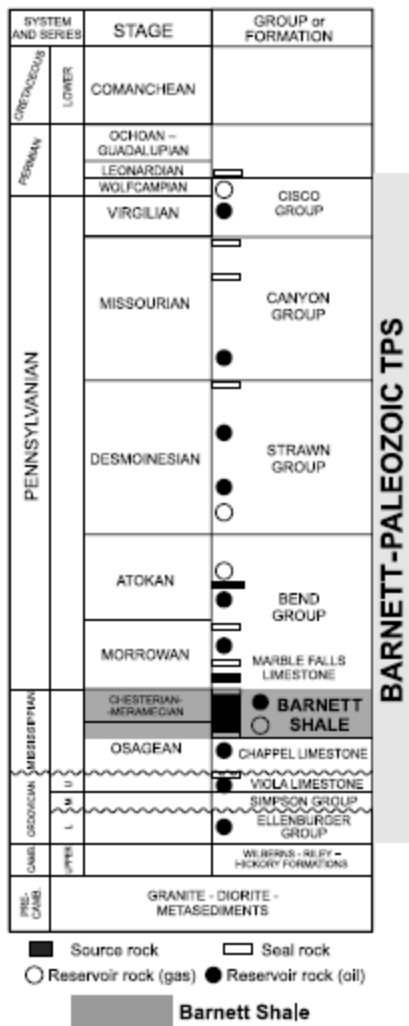 SYSTEM
AND SERIES
STAGE
GROUP or
FORMATION
CRETACEOUS
LOWER
COMANCHEAN
PERMIAN
OCHOAN –
GUADALUPIAN
LEONARDIAN
WOLFCAMPIAN
CISCO
GROUP
PENNSYLVANIAN
VIRGILIAN
MISSOURIAN
CANYON
GROUP
DESMOINESIAN
STRAWN
GROUP
ATOKAN
BEND
GROUP
MORROWAN
MARBLE FALLS
LIMESTONE
MISSISSIPPIAN
CHESTERIAN-
-MERAMECIAN
BARNETT
SHALE
OSAGEAN
CHAPPEL LIMESTONE
ORDOVICIAN
U
VIOLA LIMESTONE
M
SIMPSON GROUP
L
ELLENBURGER
GROUP
CAMB.
UPPER
WILBERNS - RILEY –
HICKORY FORMATIONS
PRE-
CAMB.
GRANITE - DIORITE -
METASEDIMENTS
BARNETT-PALEOZOIC TPS
Source rock
Seal rock
Reservoir rock (gas)
Reservoir rock (oil)
Barnett Shale